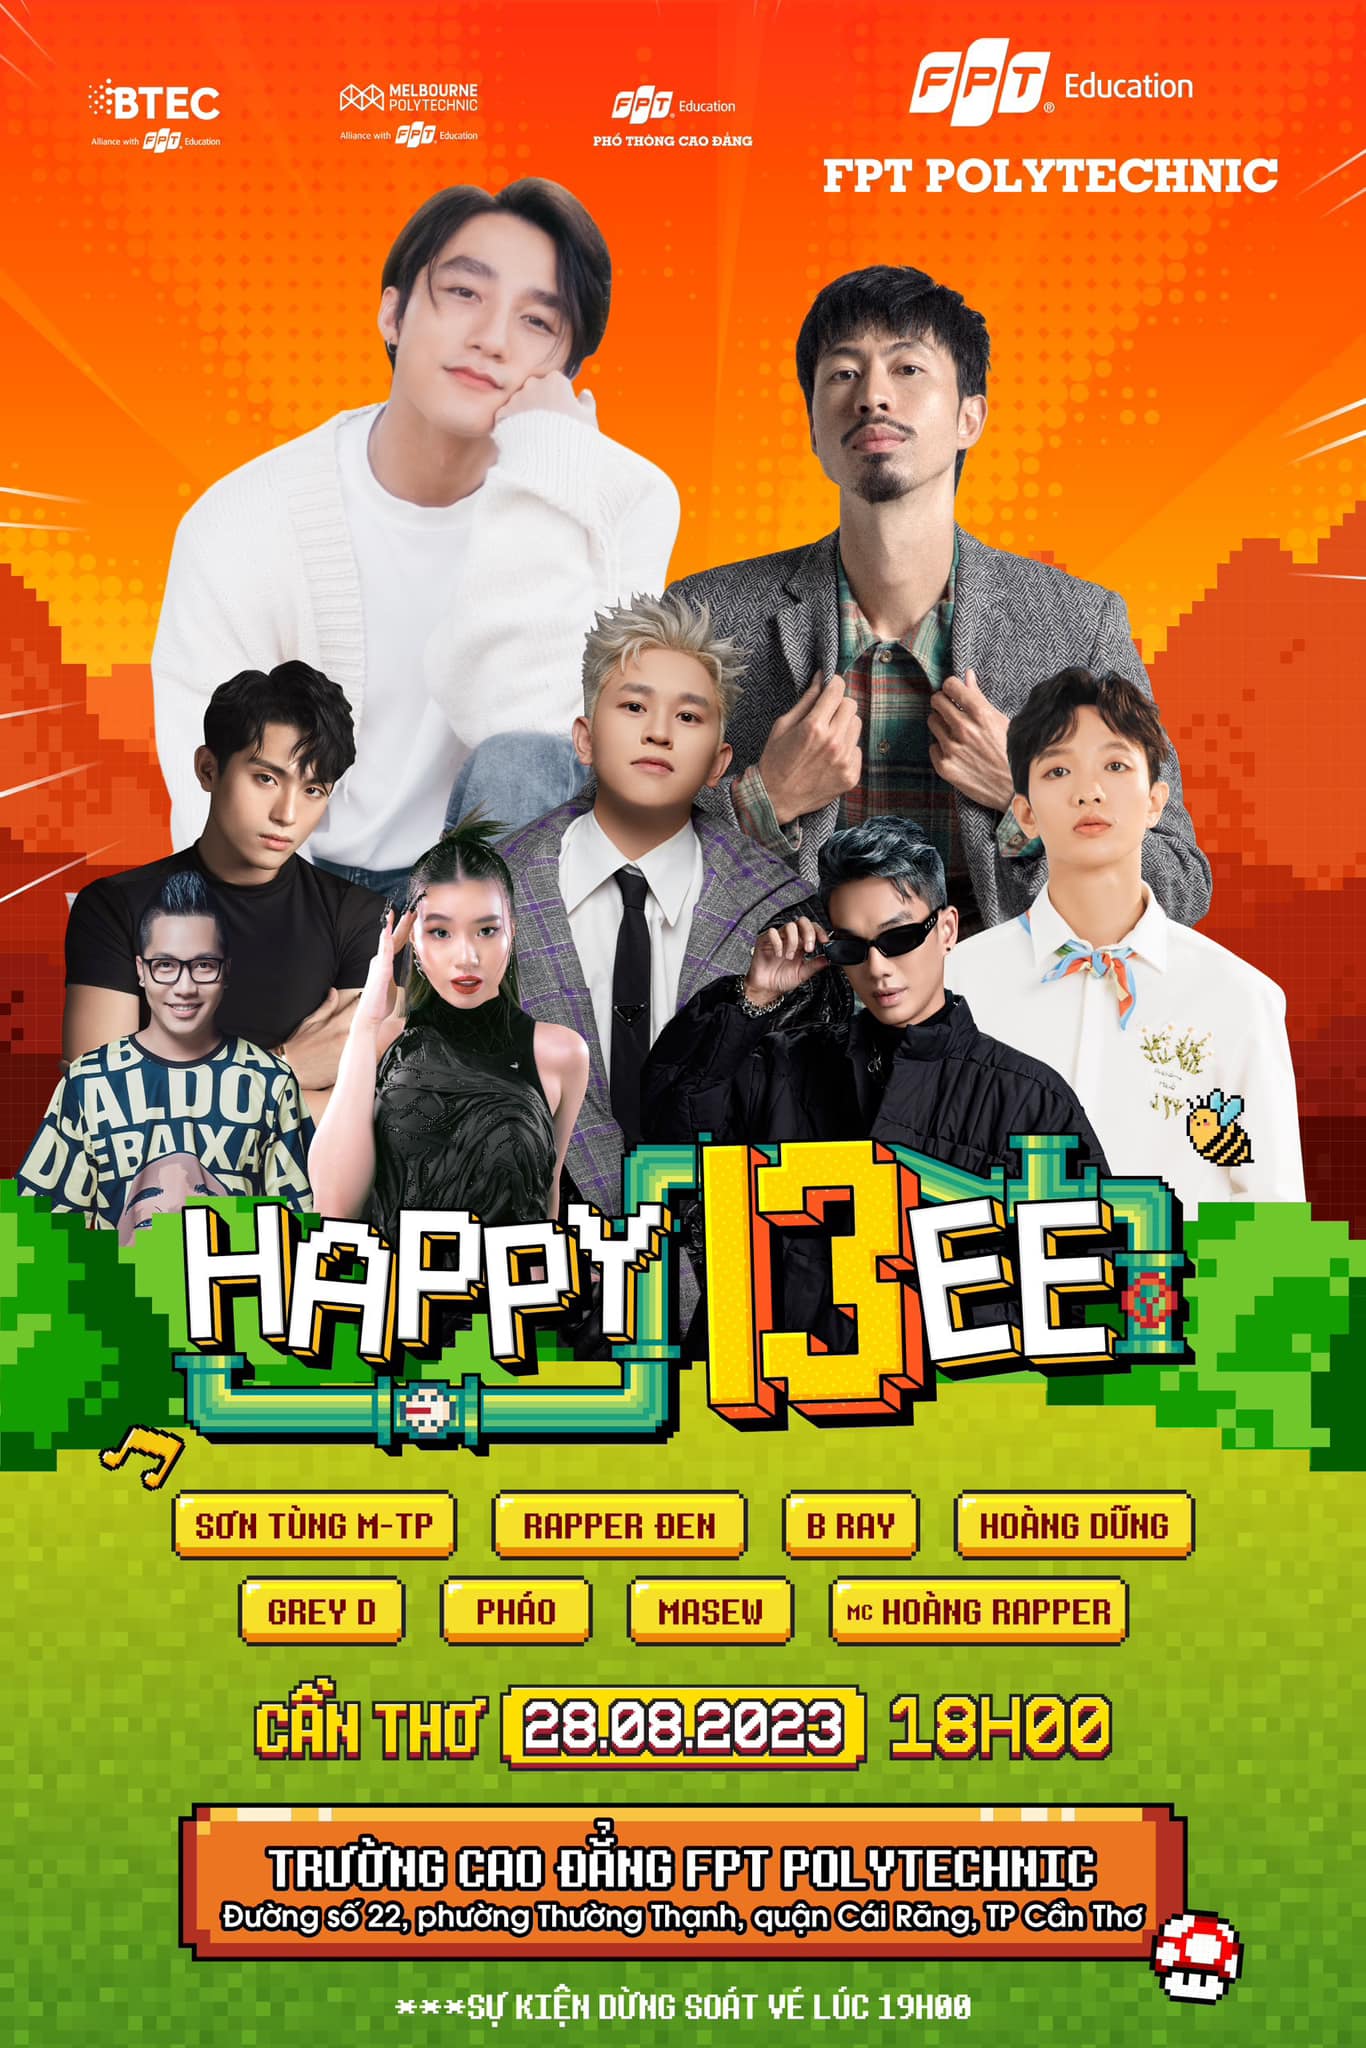 BTEC
Alliance with FPT Education
MELBOURNE
POLYTECHNIC
Alliance with FPT Education
FPT Education
PHỔ THÔNG CAO ĐẲNG
FPT® Education
FPT POLYTECHNIC
HAPPY 13EE
SƠN TÙNG M-TP
RAPPER ĐEN
B RAY
HOÀNG DŨNG
GREY D
PHÁO
MASEW
MC HOÀNG RAPPER
CẦN THƠ 28.08.2023 18H00
TRƯỜNG CAO ĐẲNG FPT POLYTECHNIC
Đường số 22, phường Thường Thạnh, quận Cái Răng, TP Cần Thơ
***SỰ KIỆN DỪNG SOÁT VÉ LÚC 19H00